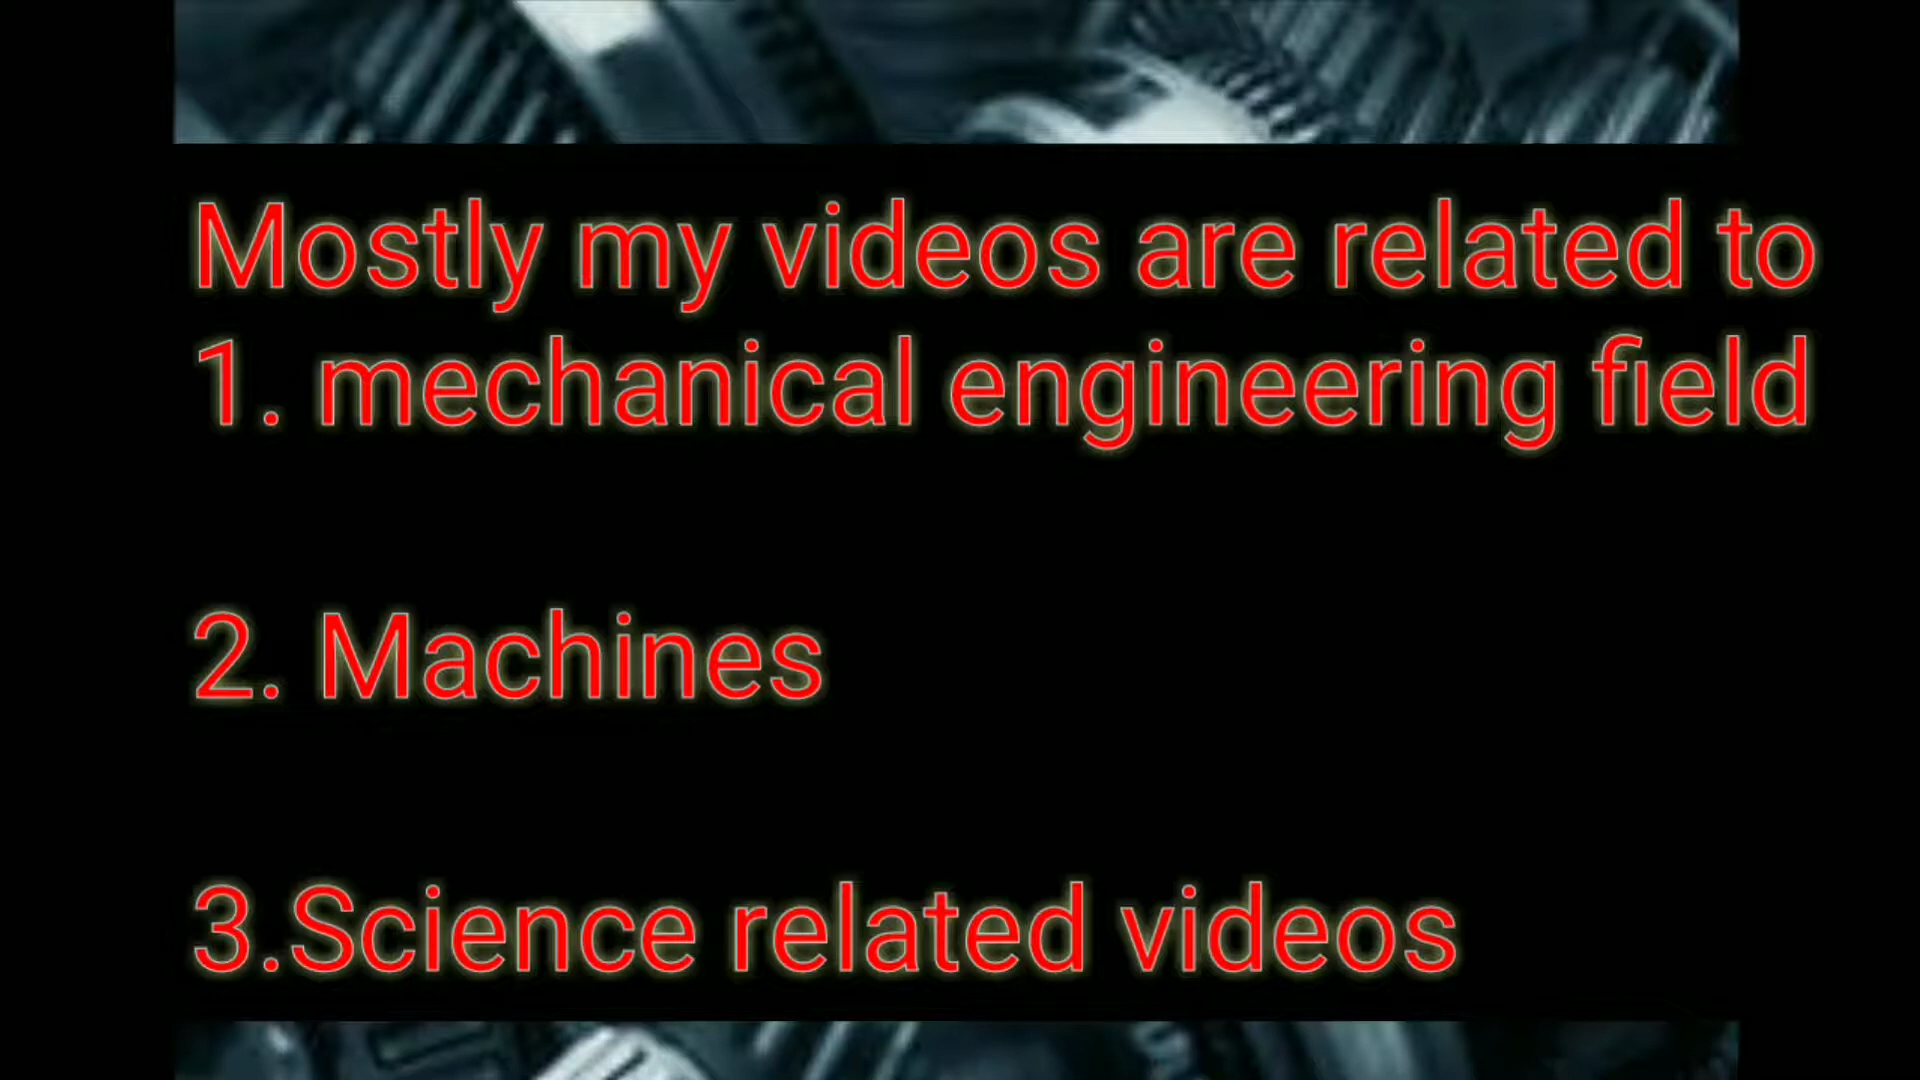 Mostly my videos are related to
1. mechanical engineering field
2. Machines
3.Science related videos